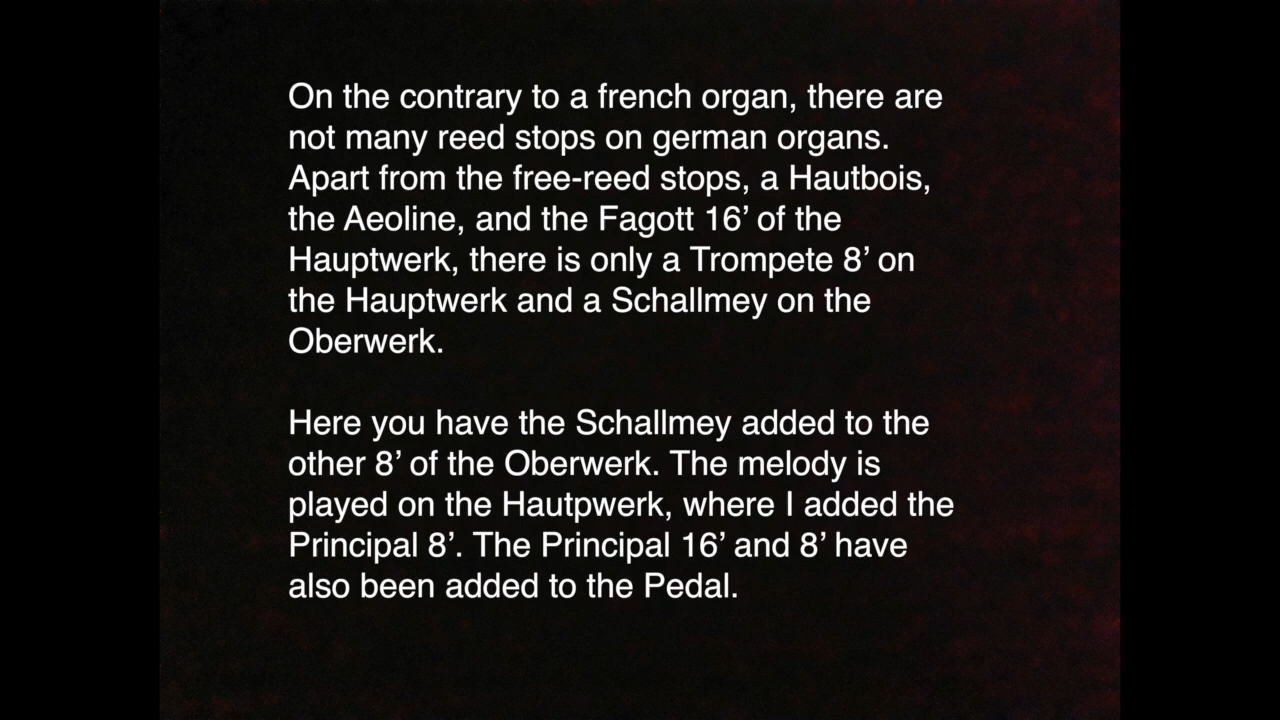 On the contrary to a french organ, there are
not many reed stops on german organs.
Apart from the free-reed stops, a Hautbois,
the Aeoline, and the Fagott 16’ of the
Hauptwerk, there is only a Trompete 8’ on
the Hauptwerk and a Schallmey on the
Oberwerk.
Here you have the Schallmey added to the
other 8’ of the Oberwerk. The melody is
played on the Hautpwerk, where I added the
Principal 8’. The Principal 16’ and 8’ have
also been added to the Pedal.